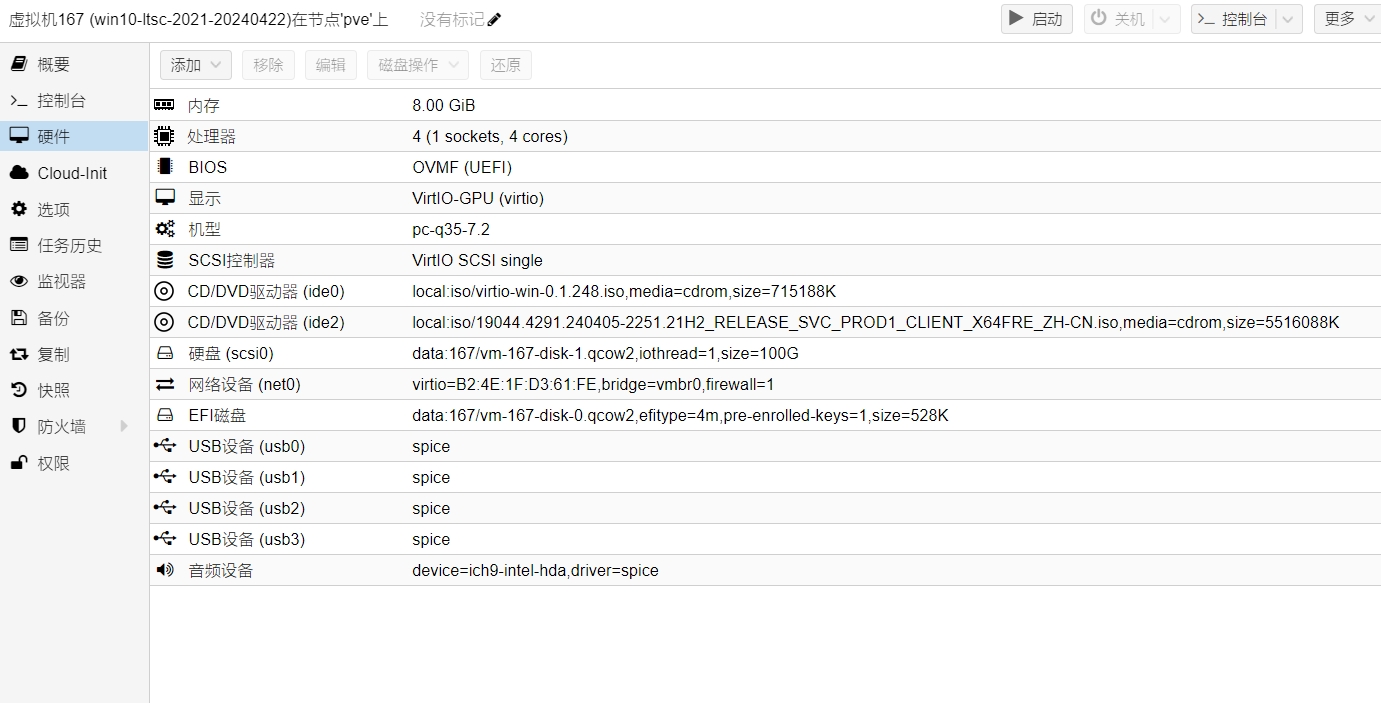 虚拟机167 (win10-ltsc-2021-20240422)在节点'pve'上 没有标记 启动 关机 控制台 更多
概要
控制台
硬件
Cloud-Init
选项
任务历史
监视器
备份
复制
快照
防火墙
权限
添加 移除 编辑 磁盘操作 还原
内存 8.00 GiB
处理器 4 (1 sockets, 4 cores)
BIOS OVMF (UEFI)
显示 VirtIO-GPU (virtio)
机型 pc-q35-7.2
SCSI控制器 VirtIO SCSI single
CD/DVD驱动器 (ide0) local:iso/virtio-win-0.1.248.iso,media=cdrom,size=715188K
CD/DVD驱动器 (ide2) local:iso/19044.4291.240405-2251.21H2_RELEASE_SVC_PROD1_CLIENT_X64FRE_ZH-CN.iso,media=cdrom,size=5516088K
硬盘 (scsi0) data:167/vm-167-disk-1.qcow2,iothread=1,size=100G
网络设备 (net0) virtio=B2:4E:1F:D3:61:FE,bridge=vmbr0,firewall=1
EFI磁盘 data:167/vm-167-disk-0.qcow2,efitype=4m,pre-enrolled-keys=1,size=528K
USB设备 (usb0) spice
USB设备 (usb1) spice
USB设备 (usb2) spice
USB设备 (usb3) spice
音频设备 device=ich9-intel-hda,driver=spice